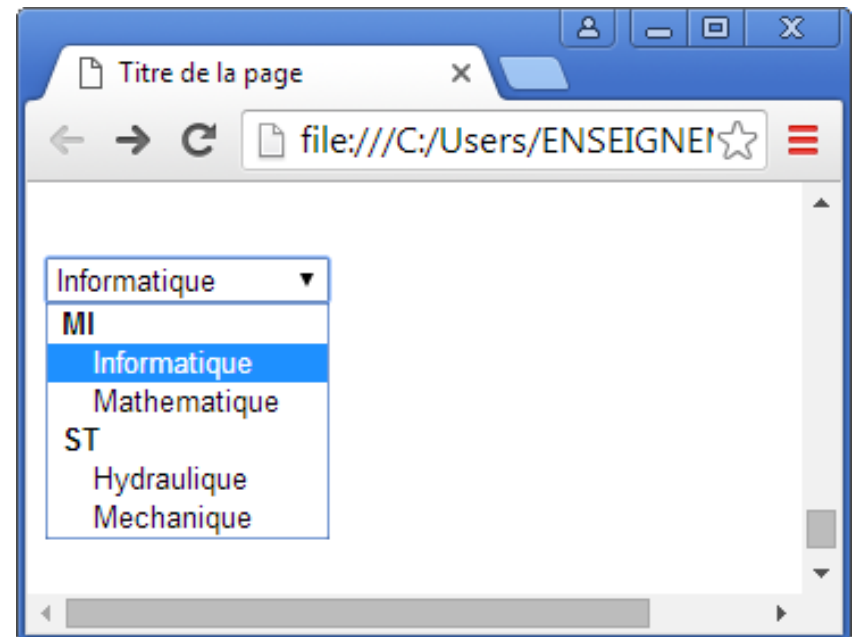 Titre de la page
file:///C:/Users/ENSEIGNE
Informatique
MI
Informatique
Mathematique
ST
Hydraulique
Mechanique